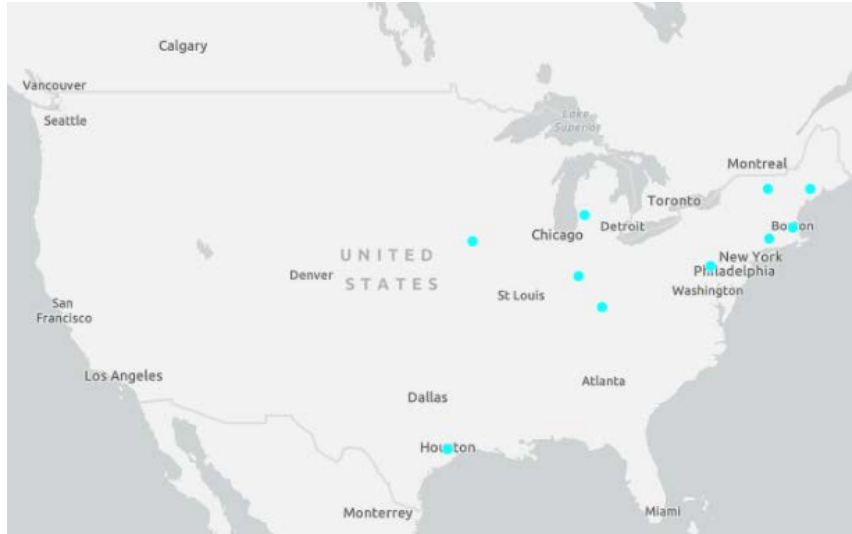 Calgary
Vancouver
Seattle
Lake
Superior
Montreal
Toronto
Boston
Detroit
Chicago
UNITED
STATES
New York
Philadelphia
Denver
Washington
St Louis
San
Francisco
Los Angeles
Atlanta
Dallas
Houston
Monterrey
Miami